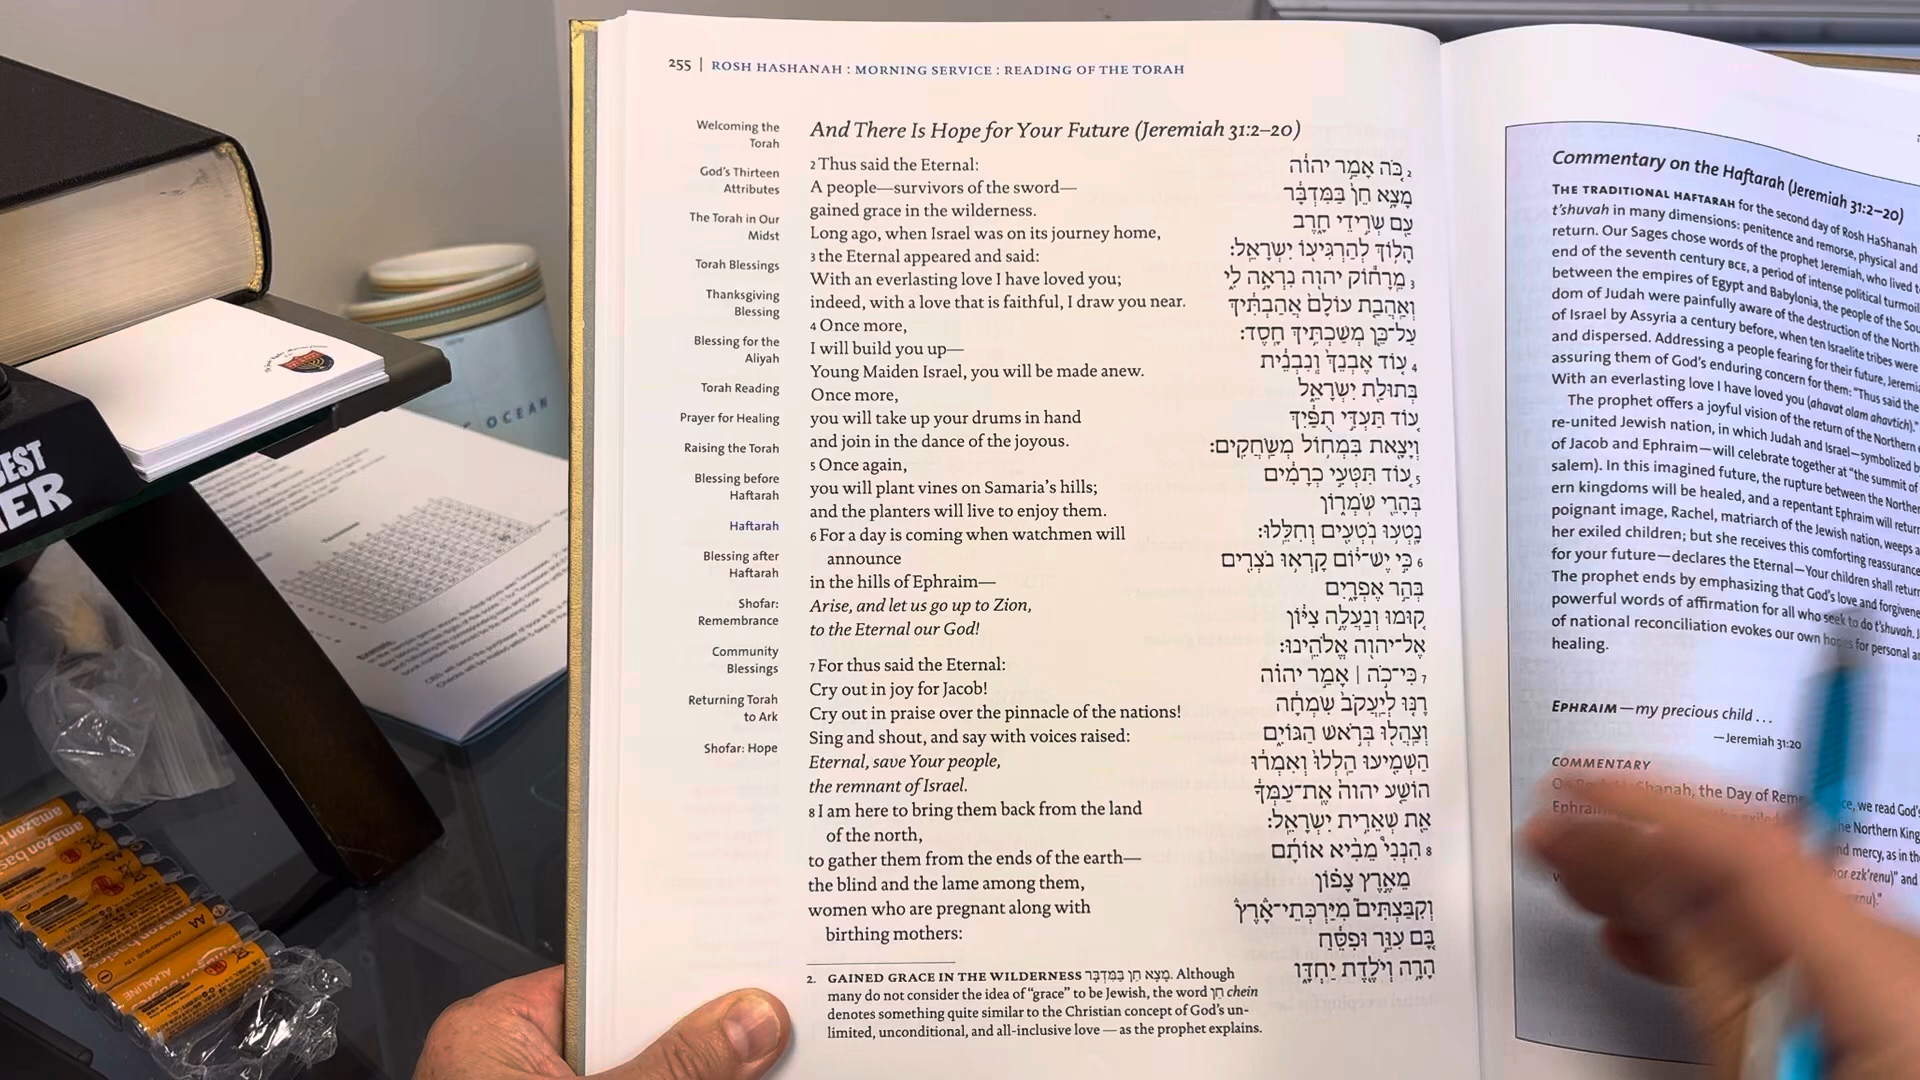 255 | ROSH HASHANAH : MORNING SERVICE : READING OF THE TORAH
Welcoming the
Torah
God's Thirteen
Attributes
The Torah in Our
Midst
Torah Blessings
Thanksgiving
Blessing
Blessing for the
Aliyah
Torah Reading
Prayer for Healing
Raising the Torah
Blessing before
Haftarah
Haftarah
Blessing after
Haftarah
Shofar:
Remembrance
Community
Blessings
Returning Torah
to Ark
Shofar: Hope
And There Is Hope for Your Future (Jeremiah 31:2–20)
2 Thus said the Eternal:
A people—survivors of the sword—
gained grace in the wilderness.
Long ago, when Israel was on its journey home,
3 the Eternal appeared and said:
With an everlasting love I have loved you;
indeed, with a love that is faithful, I draw you near.
4 Once more,
I will build you up—
Young Maiden Israel, you will be made anew.
Once more,
you will take up your drums in hand
and join in the dance of the joyous.
5 Once again,
you will plant vines on Samaria's hills;
and the planters will live to enjoy them.
6 For a day is coming when watchmen will
announce
in the hills of Ephraim—
Arise, and let us go up to Zion,
to the Eternal our God!
7 For thus said the Eternal:
Cry out in joy for Jacob!
Cry out in praise over the pinnacle of the nations!
Sing and shout, and say with voices raised:
Eternal, save Your people,
the remnant of Israel.
8 I am here to bring them back from the land
of the north,
to gather them from the ends of the earth—
the blind and the lame among them,
women who are pregnant along with
birthing mothers:
2 כֹּה אָמַר יהוה
מָצָא חֵן בַּמִּדְבָּר
עַם שְׂרִידֵי חָרֶב
הָלוֹךְ לְהַרְגִּיעוֹ יִשְׂרָאֵל׃
3 מֵרָחוֹק יהוה נִרְאָה לִי
וְאַהֲבַת עוֹלָם אֲהַבְתִּיךְ
עַל־כֵּן מְשַׁכְתִּיךְ חָסֶד׃
4 עוֹד אֶבְנֵךְ וְנִבְנֵית
בְּתוּלַת יִשְׂרָאֵל
עוֹד תַּעְדִּי תֻפַּיִךְ
וְיָצָאת בִּמְחוֹל מְשַׂחֲקִים׃
5 עוֹד תִּטְּעִי כְרָמִים
בְּהָרֵי שֹׁמְרוֹן
נָטְעוּ נֹטְעִים וְחִלֵּלוּ׃
6 כִּי יֶשׁ־יוֹם קָרְאוּ נֹצְרִים
בְּהַר אֶפְרָיִם
קוּמוּ וְנַעֲלֶה צִיּוֹן
אֶל־יהוה אֱלֹהֵינוּ׃
7 כִּי־כֹה | אָמַר יהוה
רָנּוּ לְיַעֲקֹב שִׂמְחָה
וְצַהֲלוּ בְּרֹאשׁ הַגּוֹיִם
הַשְׁמִיעוּ הַלְלוּ וְאִמְרוּ
הוֹשַׁע יהוה אֶת־עַמְּךָ
אֵת שְׁאֵרִית יִשְׂרָאֵל׃
8 הִנְנִי מֵבִיא אוֹתָם
מֵאֶרֶץ צָפוֹן
וְקִבַּצְתִּים מִיַּרְכְּתֵי־אָרֶץ
בָּם עִוֵּר וּפִסֵּחַ
הָרָה וְיֹלֶדֶת יַחְדָּו
2. GAINED GRACE IN THE WILDERNESS מָצָא חֵן בַּמִּדְבָּר. Although
many do not consider the idea of "grace" to be Jewish, the word חֵן chein
denotes something quite similar to the Christian concept of God's un-
limited, unconditional, and all-inclusive love — as the prophet explains.
Commentary on the Haftarah (Jeremiah 31:2–20)
THE TRADITIONAL HAFTARAH for the second day of Rosh HaShanah
t'shuvah in many dimensions: penitence and remorse, physical and
return. Our Sages chose words of the prophet Jeremiah, who lived
end of the seventh century BCE, a period of intense political turmoil
between the empires of Egypt and Babylonia, the people of the
dom of Judah were painfully aware of the destruction of the
of Israel by Assyria a century before, when ten Israelite tribes were
and dispersed. Addressing a people fearing for their future,
assuring them of God's enduring concern for them: "Thus said the
With an everlasting love I have loved you (ahavat olam ahavtich)."
The prophet offers a joyful vision of the return of the Northern
re-united Jewish nation, in which Judah and Israel—symbolized
of Jacob and Ephraim—will celebrate together at "the summit of
salem). In this imagined future, the rupture between the
ern kingdoms will be healed, and a repentant Ephraim will return
poignant image, Rachel, matriarch of the Jewish nation, weeps
her exiled children; but she receives this comforting reassurance
for your future—declares the Eternal—Your children shall return
The prophet ends by emphasizing that God's love and
powerful words of affirmation for all who seek to do t'shuvah.
of national reconciliation evokes our own hopes for personal
healing.
EPHRAIM—my precious child . . .
—Jeremiah 31:20
COMMENTARY
we read God's
the Northern
mercy, as in
EST
ER
OCEAN
amazon basics
AA
ALKALINE